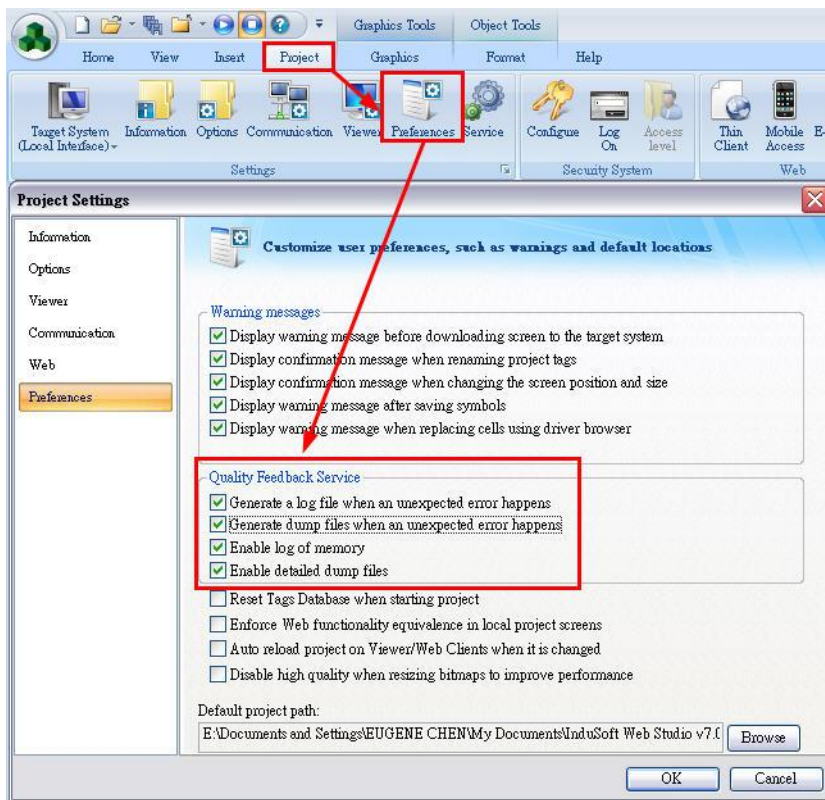 Graphics Tools Object Tools
Home View Insert Project Graphics Format Help
Target System (Local Interface) Information Options Communication Viewer Preferences Service Configure Log On Access level Thin Client Mobile Access E-
Settings Security System Web
Project Settings
Information
Options
Viewer
Communication
Web
Preferences
Customize user preferences, such as warnings and default locations
Warning messages
Display warning message before downloading screen to the target system
Display confirmation message when renaming project tags
Display confirmation message when changing the screen position and size
Display warning message after saving symbols
Display warning message when replacing cells using driver browser
Quality Feedback Service
Generate a log file when an unexpected error happens
Generate dump files when an unexpected error happens
Enable log of memory
Enable detailed dump files
Reset Tags Database when starting project
Enforce Web functionality equivalence in local project screens
Auto reload project on Viewer/Web Clients when it is changed
Disable high quality when resizing bitmaps to improve performance
Default project path:
E:\Documents and Settings\EUGENE CHEN\My Documents\InduSoft Web Studio v7.0 Browse
OK Cancel